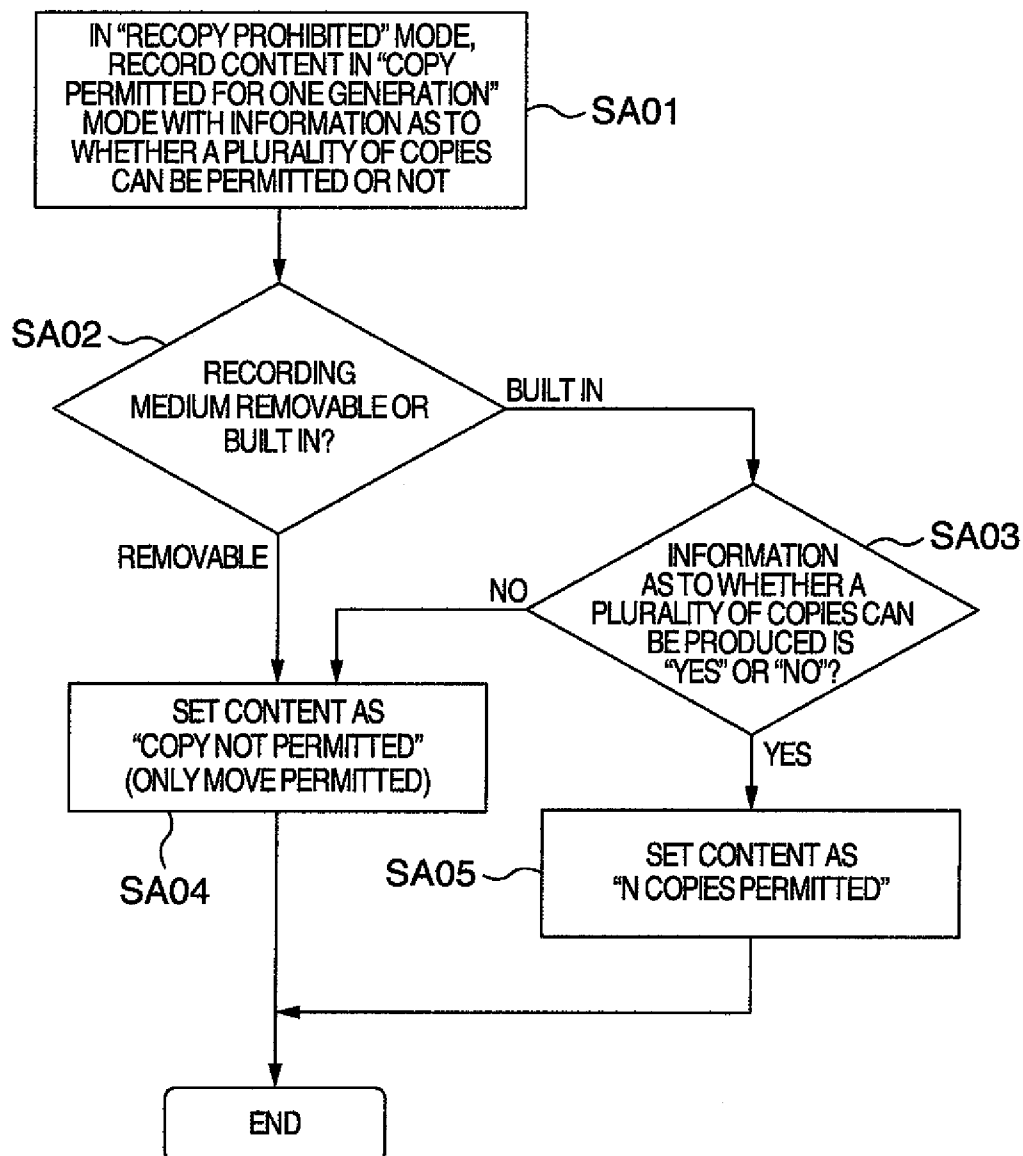 IN "RECOPY PROHIBITED" MODE,
RECORD CONTENT IN "COPY
PERMITTED FOR ONE GENERATION"
MODE WITH INFORMATION AS TO
WHETHER A PLURALITY OF COPIES
CAN BE PERMITTED OR NOT
SA01
SA02
RECORDING
MEDIUM REMOVABLE OR
BUILT IN?
BUILT IN
REMOVABLE
SA03
INFORMATION
AS TO WHETHER A
PLURALITY OF COPIES CAN
BE PRODUCED IS
"YES" OR "NO"?
NO
YES
SET CONTENT AS
"COPY NOT PERMITTED"
(ONLY MOVE PERMITTED)
SA04
SA05
SET CONTENT AS
"N COPIES PERMITTED"
END